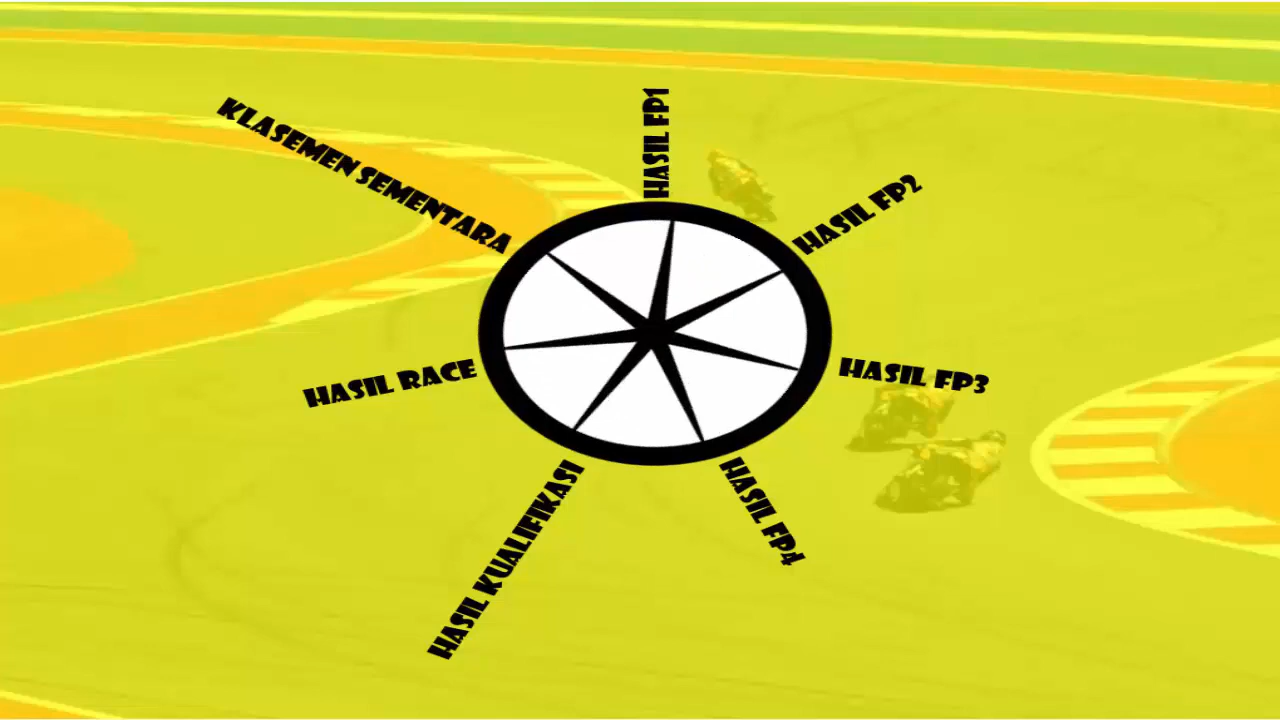 HASIL FP1
HASIL FP2
HASIL FP3
HASIL FP4
HASIL KUALIFIKASI
HASIL RACE
KLASEMEN SEMENTARA